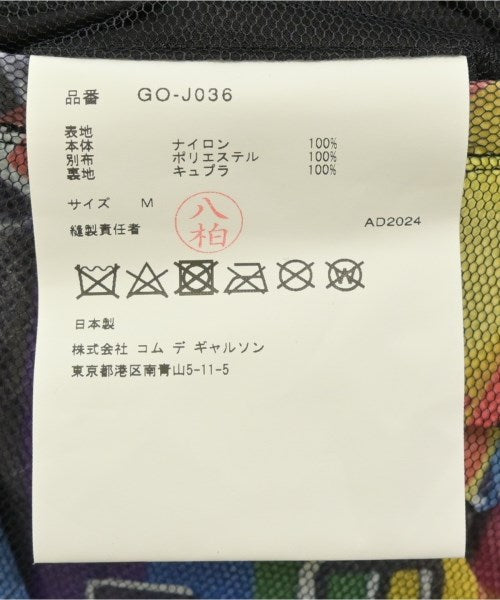 品番 GO-J036
表地
本体 ナイロン 100%
別布 ポリエステル 100%
裏地 キュプラ 100%
サイズ M
八柏
縫製責任者
AD2024
日本製
株式会社 コム デ ギャルソン
東京都港区南青山5-11-5